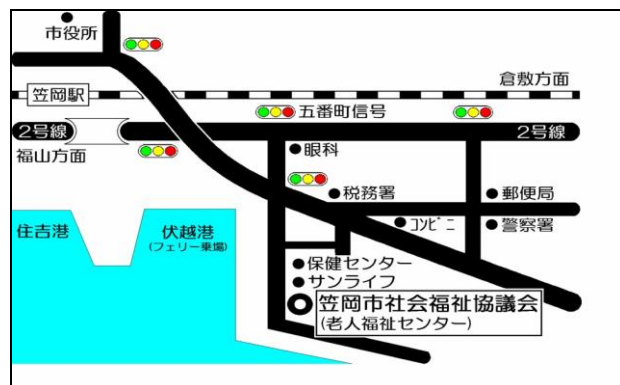 市役所
倉敷方面
笠岡駅
五番町信号
2号線
2号線
福山方面
眼科
税務署
郵便局
住吉港
伏越港
(フェリー乗場)
コンビニ
警察署
保健センター
サンライフ
笠岡市社会福祉協議会
(老人福祉センター)